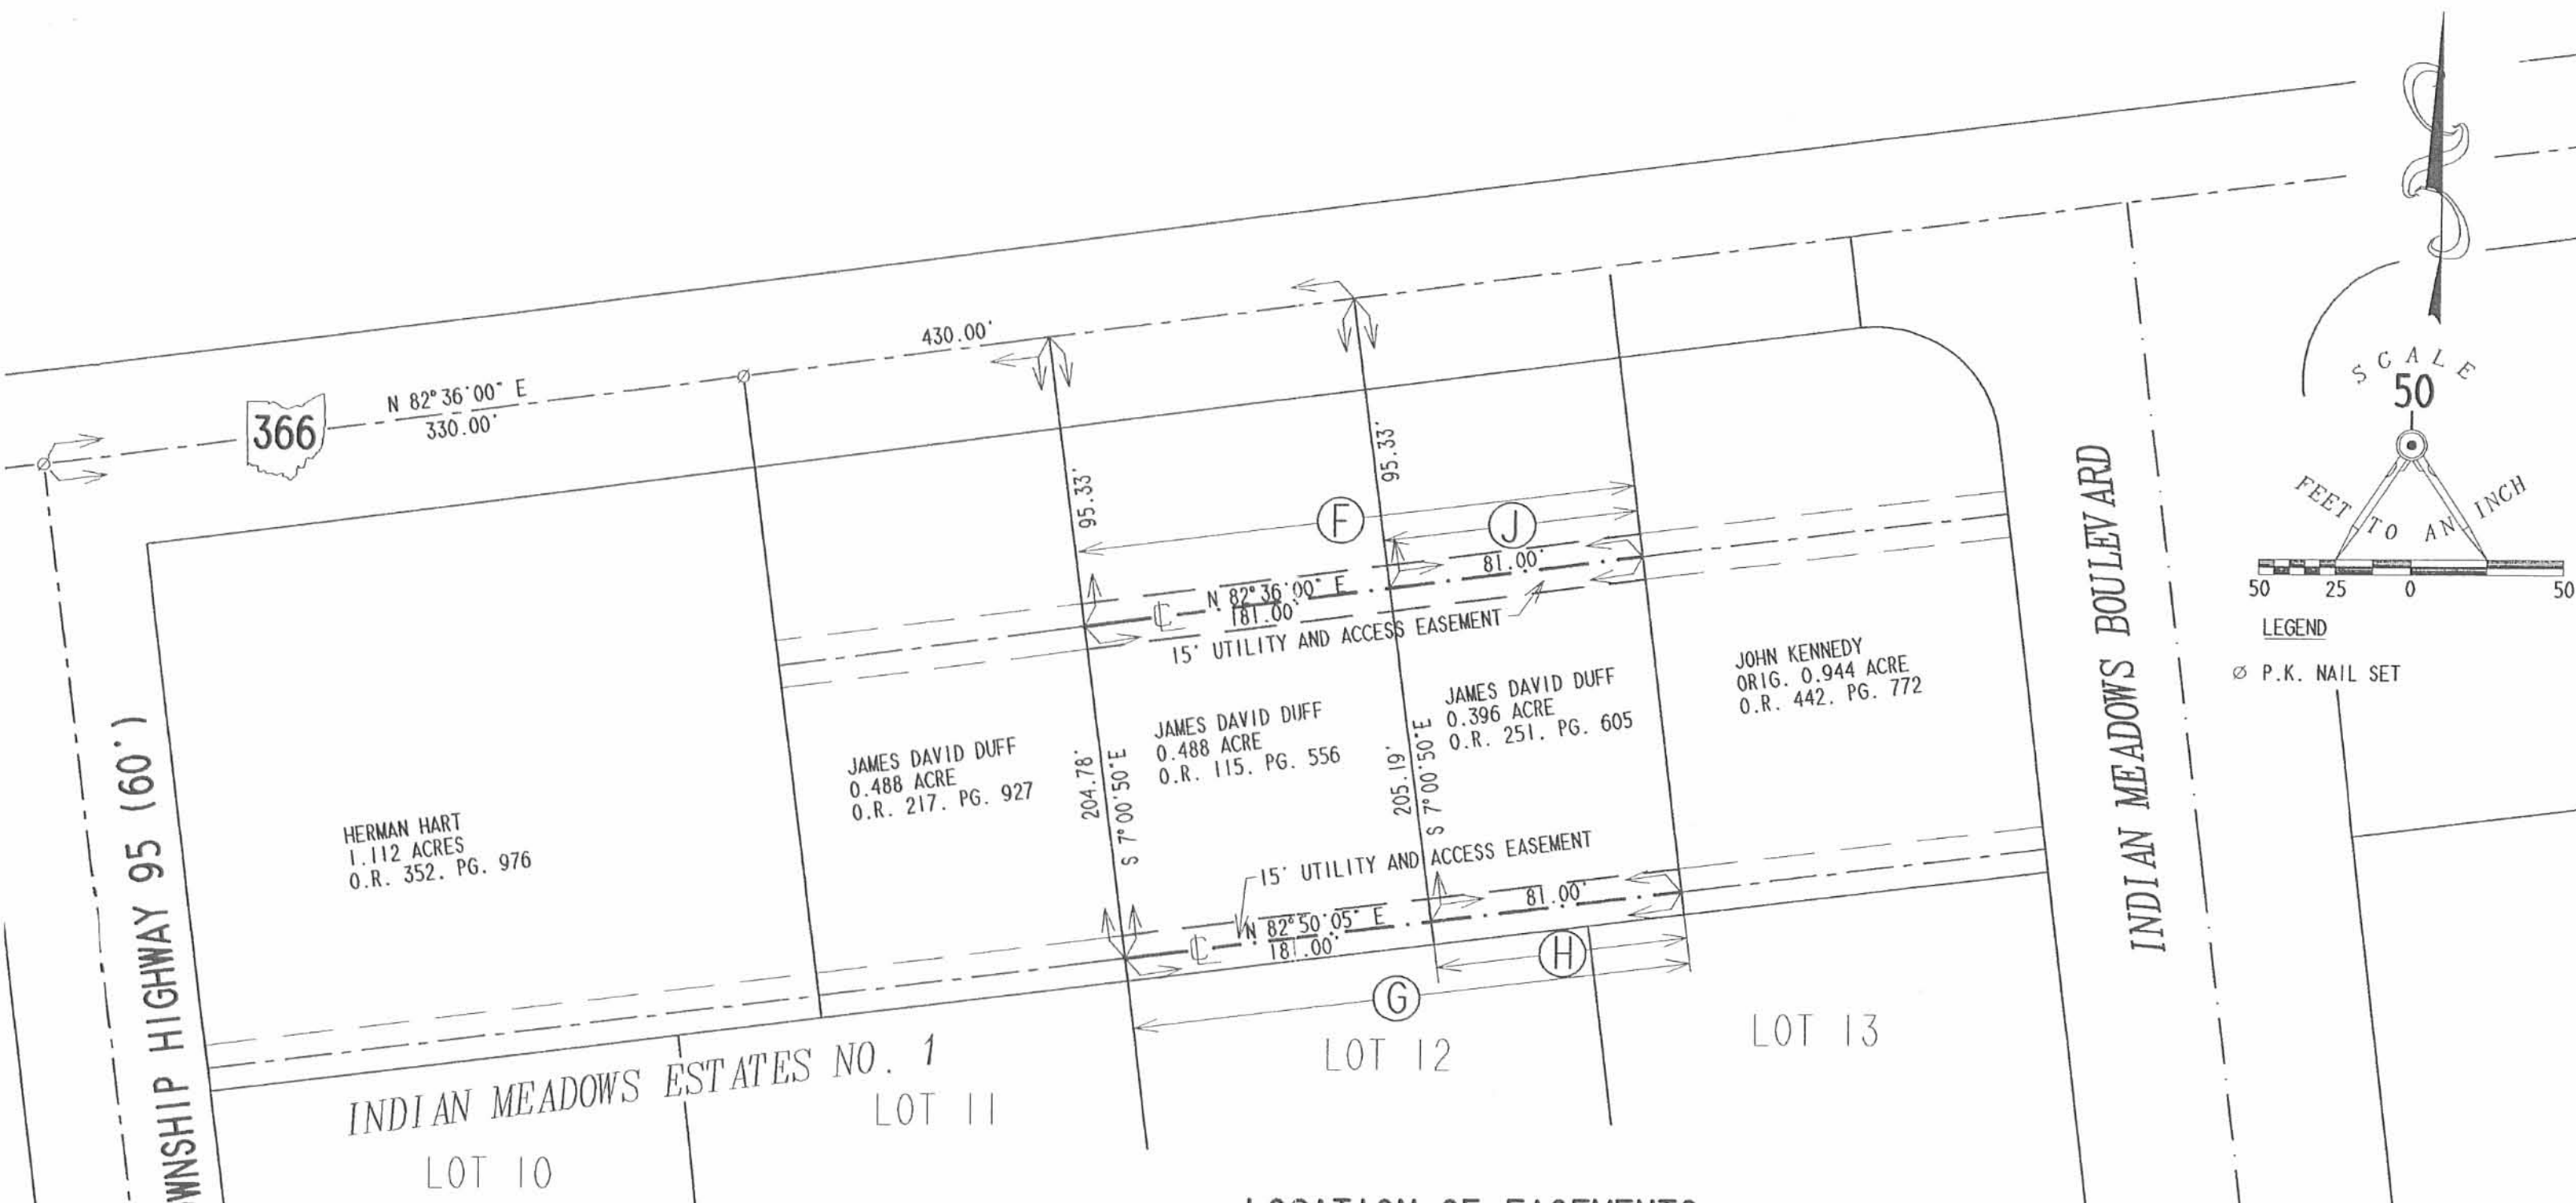 430.00'
N 82°36'00" E
330.00'
366
SCALE
50
FEET TO AN INCH
50 25 0 50
LEGEND
Ø P.K. NAIL SET
95.33'
95.33'
F
J
81.00'
N 82°36'00" E
181.00'
15' UTILITY AND ACCESS EASEMENT
JOHN KENNEDY
ORIG. 0.944 ACRE
O.R. 442. PG. 772
JAMES DAVID DUFF
0.396 ACRE
O.R. 251. PG. 605
JAMES DAVID DUFF
0.488 ACRE
O.R. 115. PG. 556
JAMES DAVID DUFF
0.488 ACRE
O.R. 217. PG. 927
HERMAN HART
1.112 ACRES
O.R. 352. PG. 976
204.78'
S 7°00'50"E
205.19'
S 7°00'50"E
15' UTILITY AND ACCESS EASEMENT
81.00'
N 82°50'05" E
181.00'
H
G
INDIAN MEADOWS BOULEVARD
WNSHIP HIGHWAY 95 (60')
INDIAN MEADOWS ESTATES NO. 1
LOT 10
LOT 11
LOT 12
LOT 13
LOCATION OF EASEMENTS